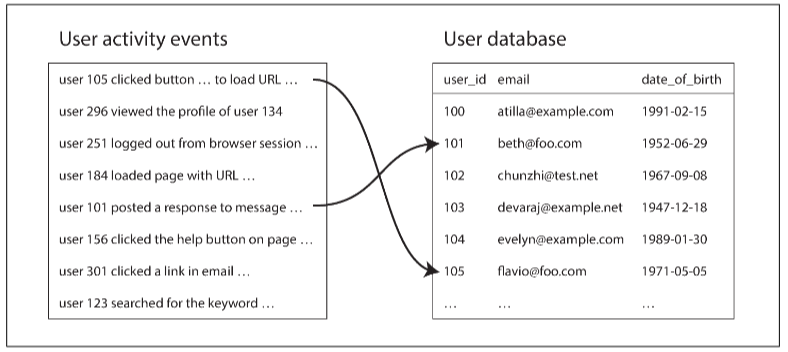 User activity events
user 105 clicked button … to load URL …
user 296 viewed the profile of user 134
user 251 logged out from browser session …
user 184 loaded page with URL …
user 101 posted a response to message …
user 156 clicked the help button on page …
user 301 clicked a link in email …
user 123 searched for the keyword …
User database
user_id email date_of_birth
100 atilla@example.com 1991-02-15
101 beth@foo.com 1952-06-29
102 chunzhi@test.net 1967-09-08
103 devaraj@example.net 1947-12-18
104 evelyn@example.com 1989-01-30
105 flavio@foo.com 1971-05-05
… … …